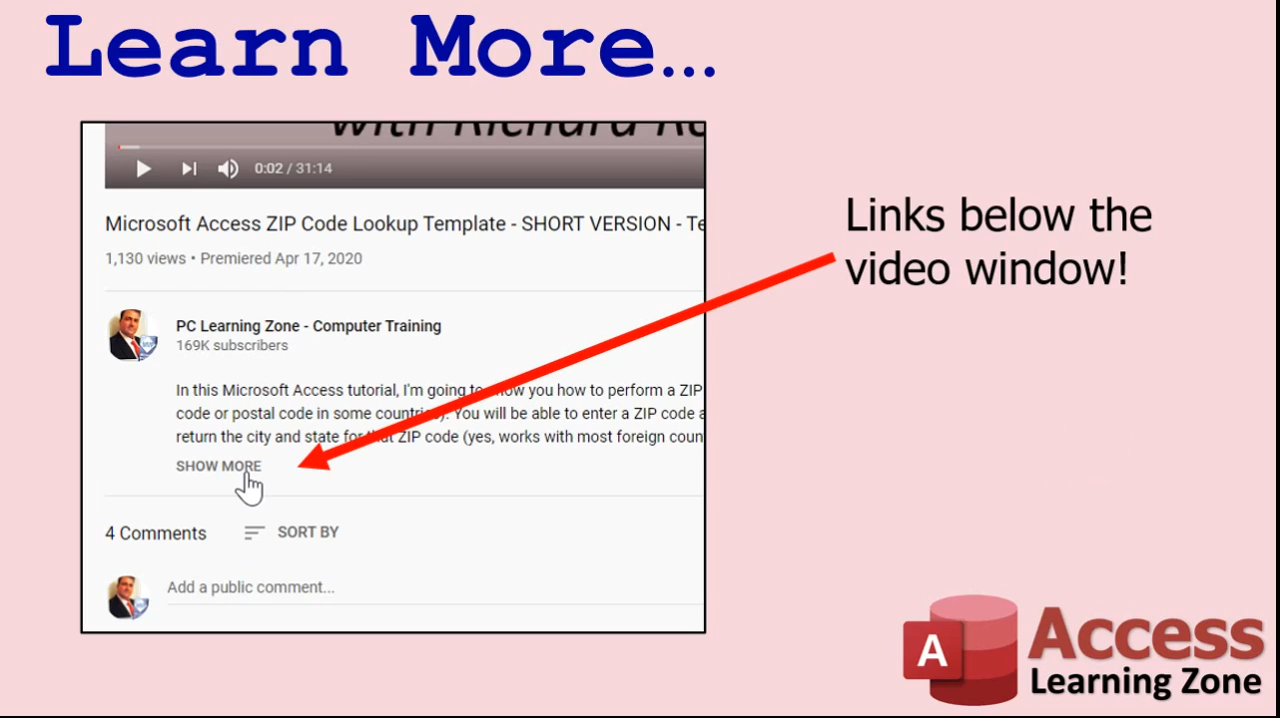 Learn More...
with Richard Ro
0:02 / 31:14
Microsoft Access ZIP Code Lookup Template - SHORT VERSION - Te
1,130 views • Premiered Apr 17, 2020
Links below the
video window!
PC Learning Zone - Computer Training
169K subscribers
In this Microsoft Access tutorial, I'm going to show you how to perform a ZIP
code or postal code in some countries). You will be able to enter a ZIP code a
return the city and state for that ZIP code (yes, works with most foreign coun
SHOW MORE
4 Comments SORT BY
Add a public comment...
A Access
Learning Zone